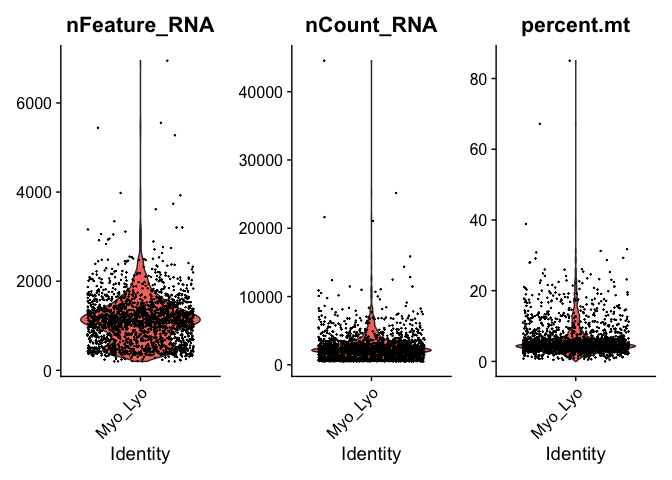 nFeature_RNA
6000
4000
2000
0
Myo_Lyo
Identity
nCount_RNA
40000
30000
20000
10000
0
Myo_Lyo
Identity
percent.mt
80
60
40
20
0
Myo_Lyo
Identity